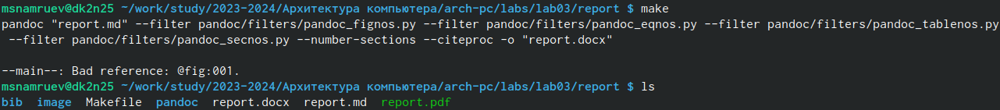 msnamruev@dk2n25 ~/work/study/2023-2024/Архитектура компьютера/arch-pc/labs/lab03/report $ make
pandoc "report.md" --filter pandoc/filters/pandoc_fignos.py --filter pandoc/filters/pandoc_eqnos.py --filter pandoc/filters/pandoc_tablenos.py
--filter pandoc/filters/pandoc_secnos.py --number-sections --citeproc -o "report.docx"
--main--: Bad reference: @fig:001.
msnamruev@dk2n25 ~/work/study/2023-2024/Архитектура компьютера/arch-pc/labs/lab03/report $ ls
bib image Makefile pandoc report.docx report.md report.pdf